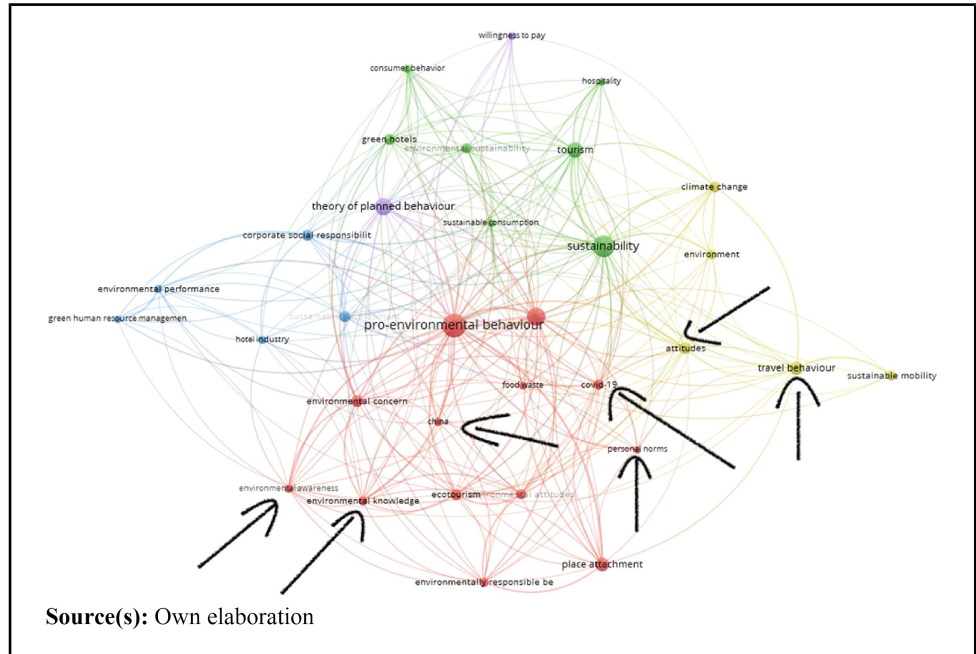 willingness to pay
consumer behavior
hospitality
green hotels
environmental sustainability
tourism
climate change
theory of planned behaviour
sustainable consumption
corporate social responsibilit
sustainability
environment
environmental performance
green human resource managemen
pro-environmental behaviour
hotel industry
attitudes
travel behaviour
sustainable mobility
food waste
covid-19
environmental concern
china
personal norms
environmental awareness
environmental knowledge
ecotourism
environmental attitudes
place attachment
environmentally responsible be
Source(s): Own elaboration